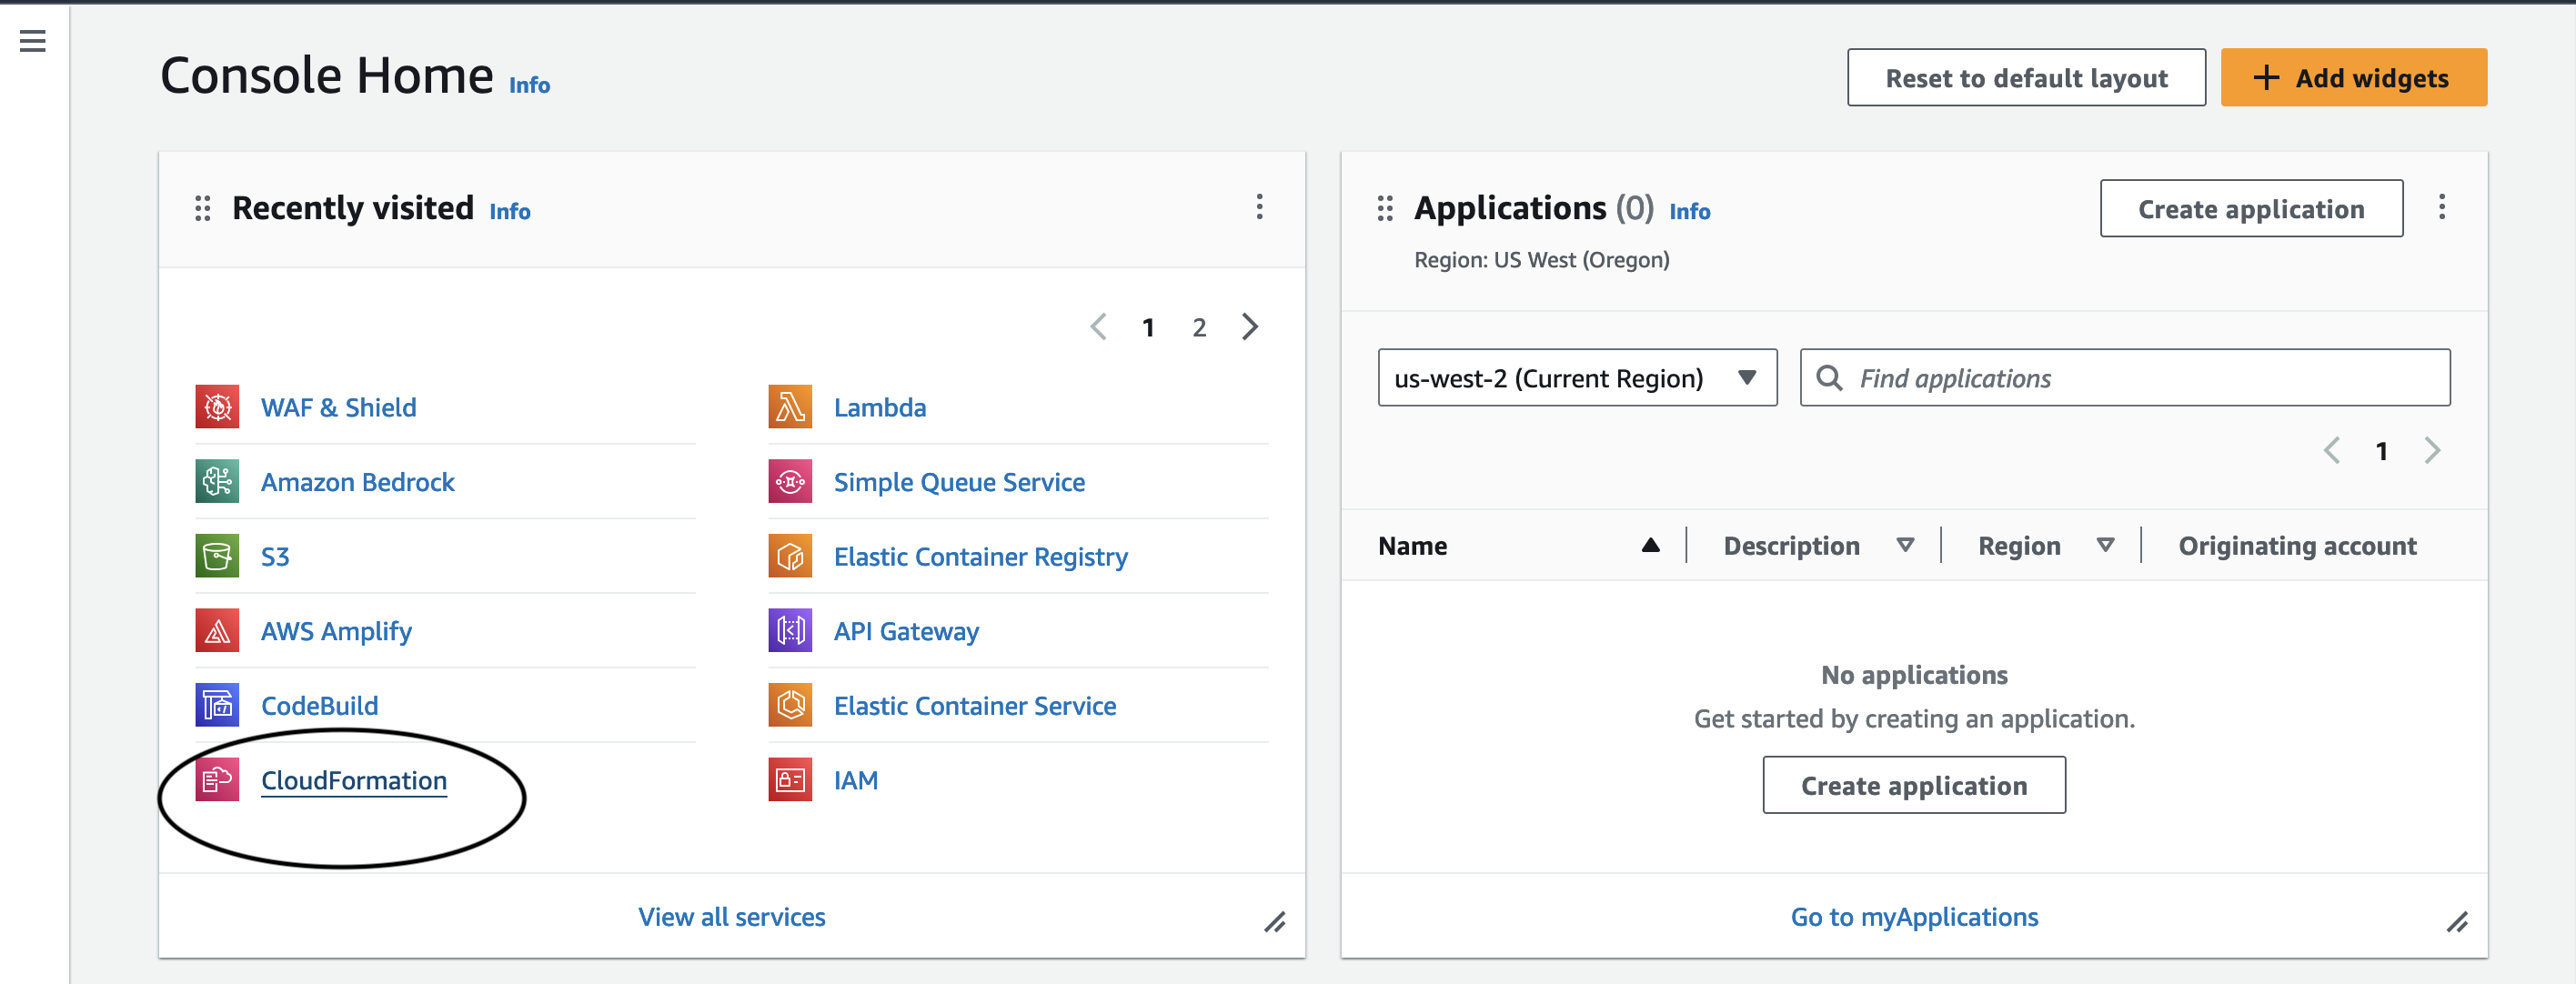 Console Home Info
Reset to default layout
+ Add widgets
Recently visited Info
1 2
WAF & Shield
Lambda
Amazon Bedrock
Simple Queue Service
S3
Elastic Container Registry
AWS Amplify
API Gateway
CodeBuild
Elastic Container Service
CloudFormation
IAM
View all services
Applications (0) Info
Create application
Region: US West (Oregon)
us-west-2 (Current Region)
Find applications
1
Name Description Region Originating account
No applications
Get started by creating an application.
Create application
Go to myApplications